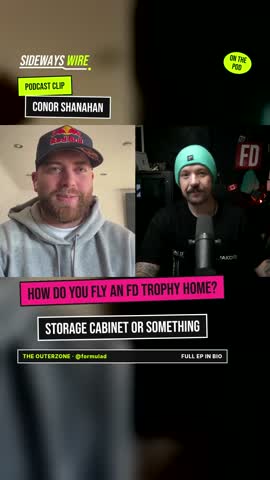 SIDEWAYS WIRE.
ON THE
POD
PODCAST CLIP
CONOR SHANAHAN
FD
HOW DO YOU FLY AN FD TROPHY HOME?
STORAGE CABINET OR SOMETHING
THE OUTERZONE · @formulad
FULL EP IN BIO